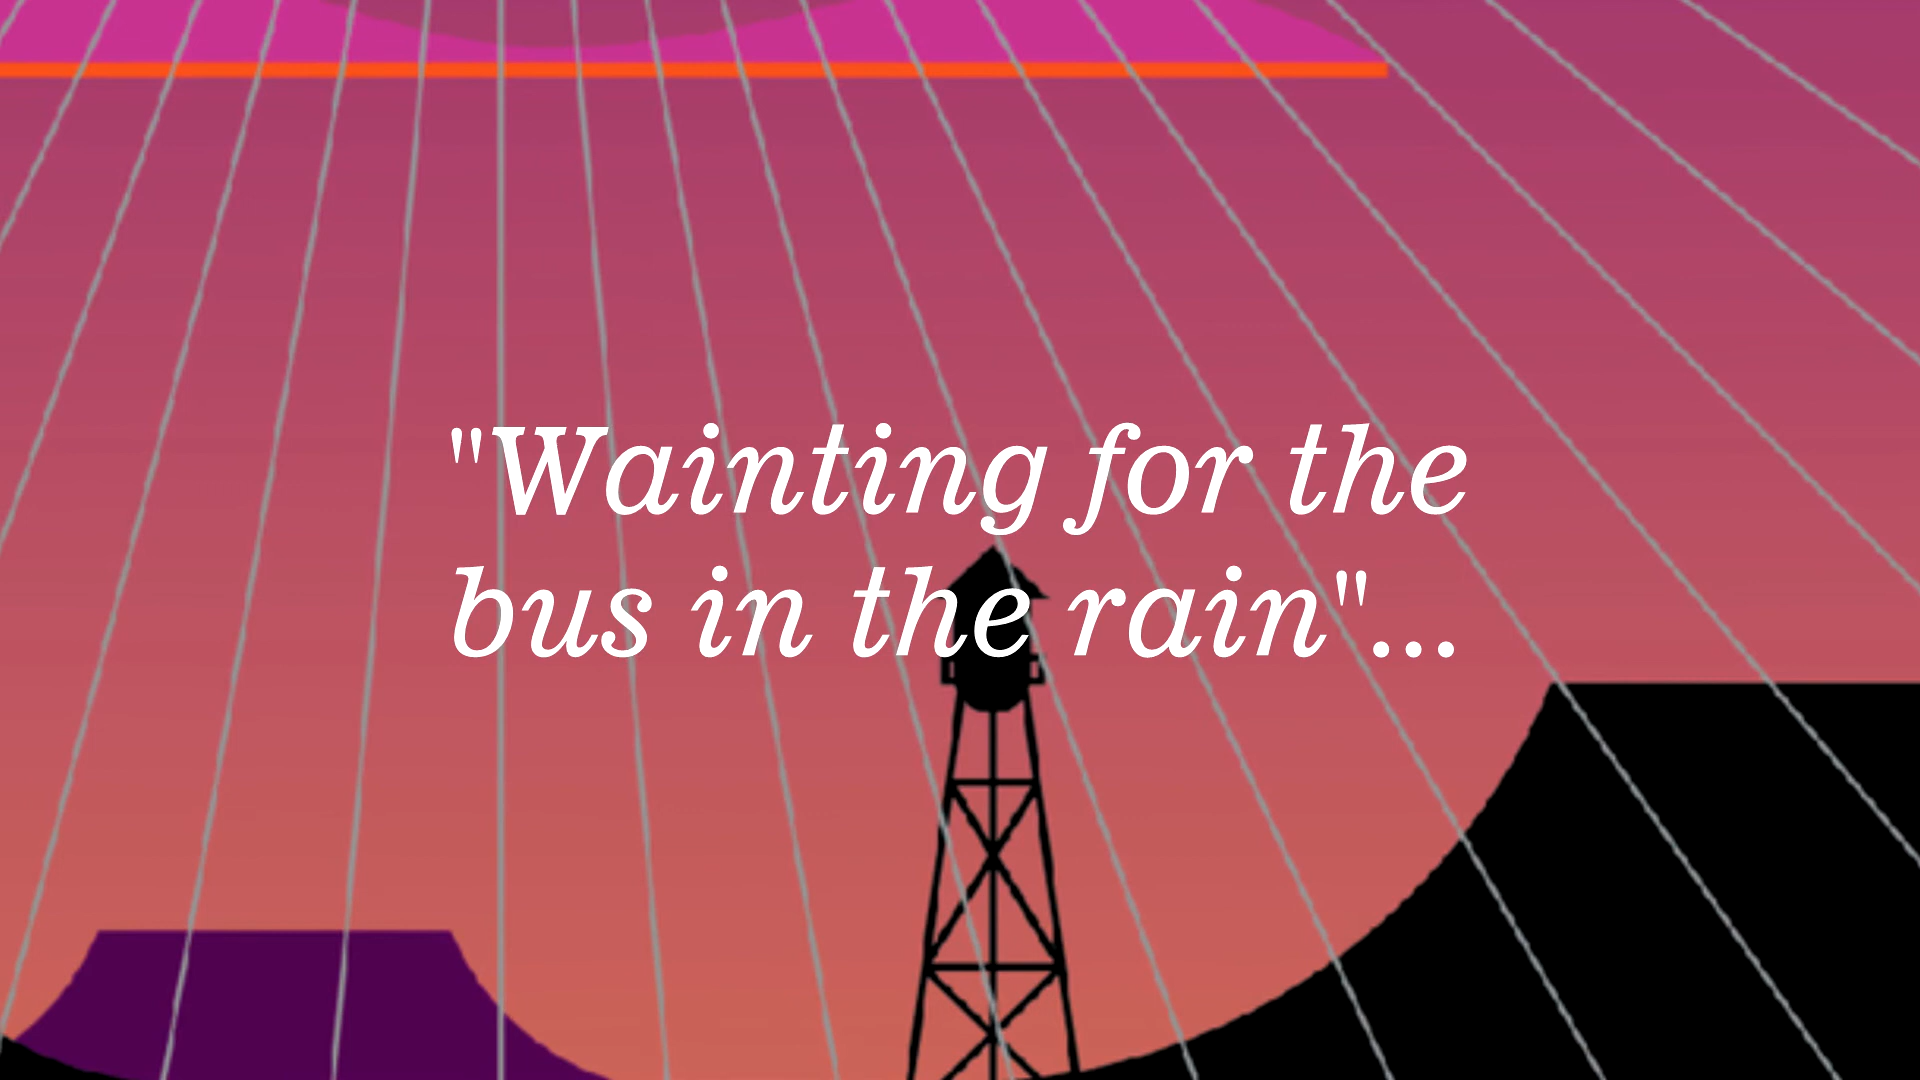 "Wainting for the
bus in the rain"...